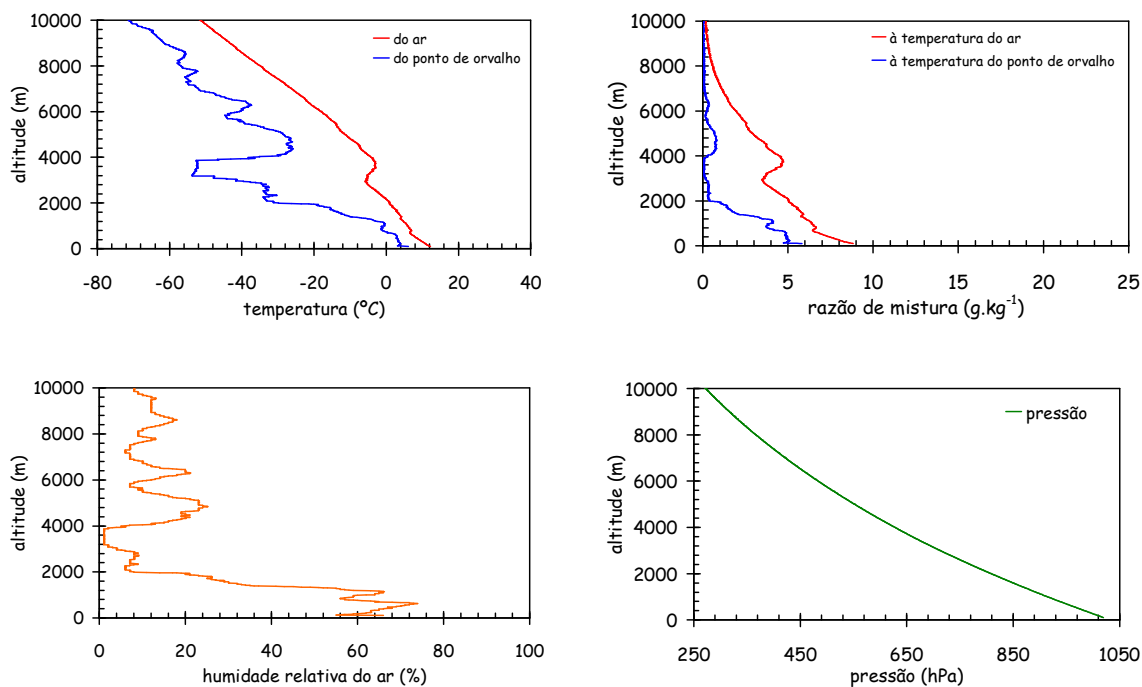 10000
8000
6000
4000
2000
0
altitude (m)
do ar
do ponto de orvalho
-80 -60 -40 -20 0 20 40
temperatura (ºC)
10000
8000
6000
4000
2000
0
altitude (m)
à temperatura do ar
à temperatura do ponto de orvalho
0 5 10 15 20 25
razão de mistura (g.kg⁻¹)
10000
8000
6000
4000
2000
0
altitude (m)
0 20 40 60 80 100
humidade relativa do ar (%)
10000
8000
6000
4000
2000
0
altitude (m)
pressão
250 450 650 850 1050
pressão (hPa)